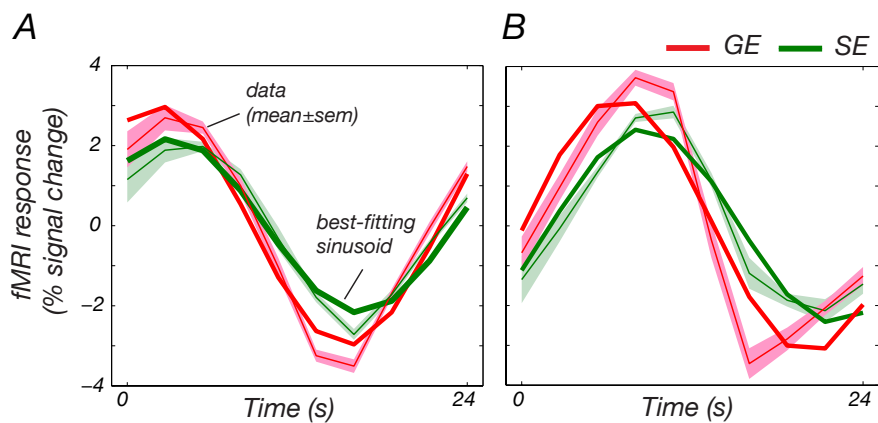 A
B
GE
SE
fMRI response
(% signal change)
4
2
0
−2
−4
data
(mean±sem)
best-fitting
sinusoid
0
24
Time (s)
0
24
Time (s)